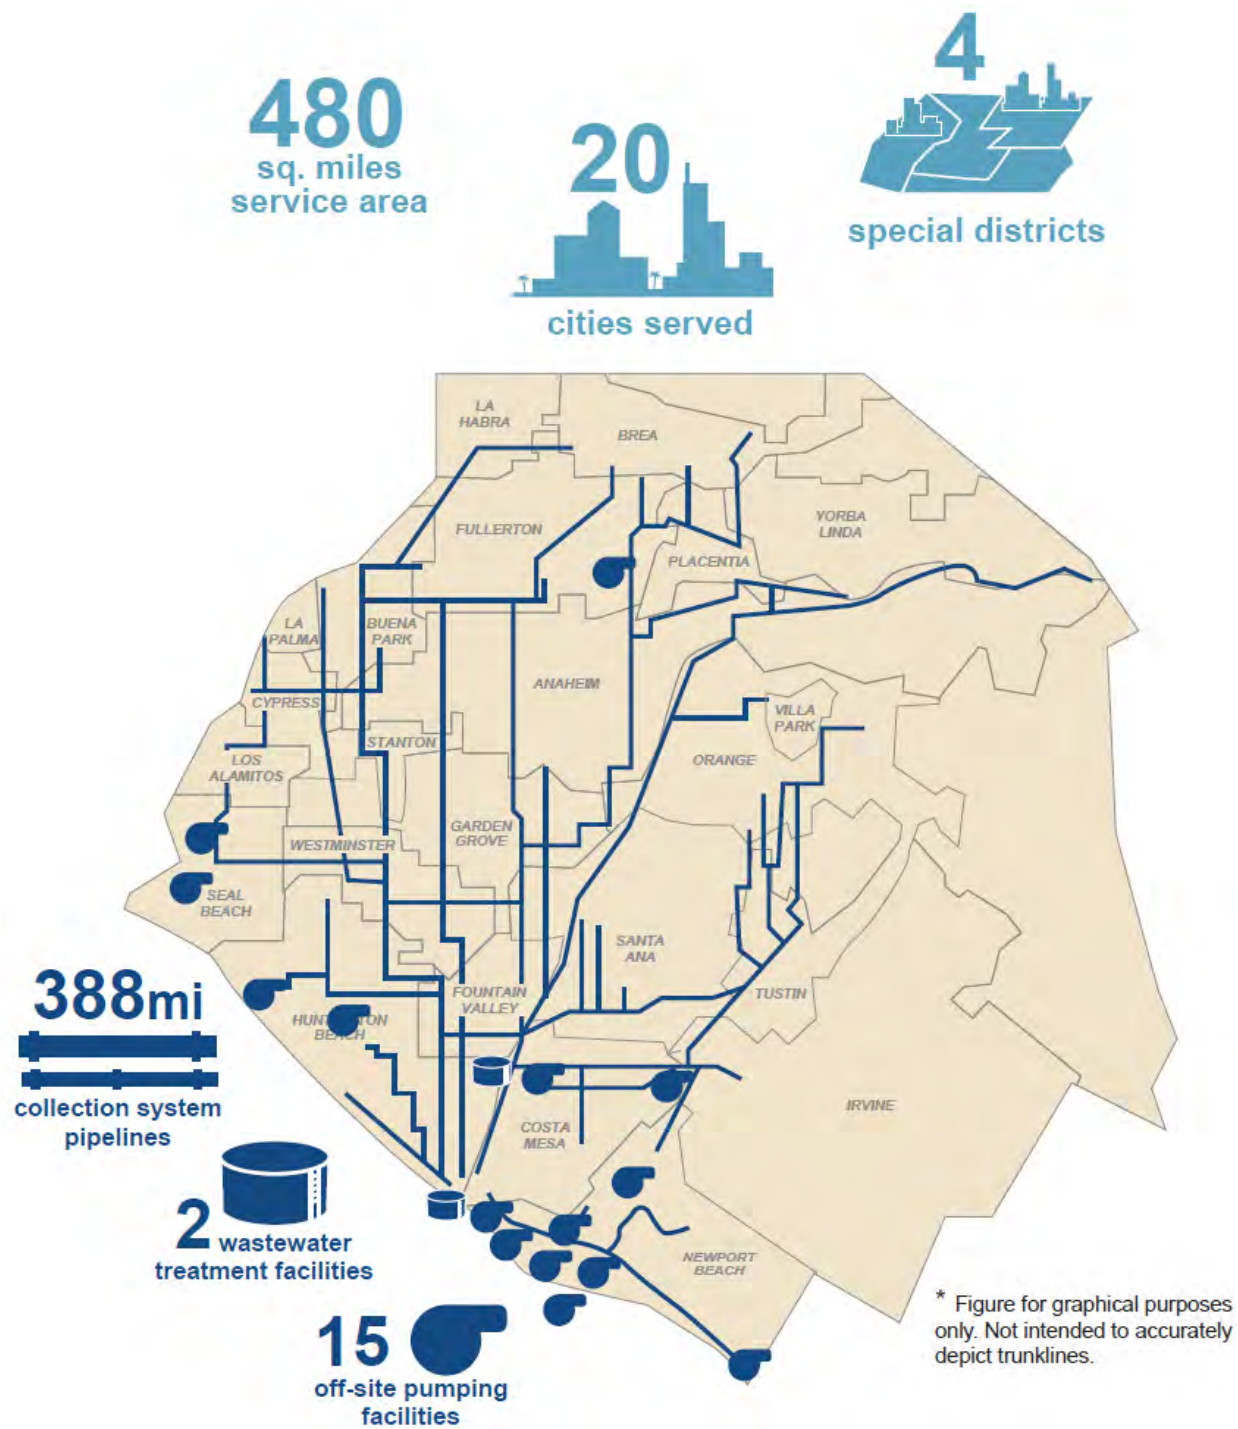 4
480
sq. miles
service area
20
special districts
cities served
LA
HABRA
BREA
FULLERTON
YORBA
LINDA
PLACENTIA
LA
PALMA
BUENA
PARK
ANAHEIM
CYPRESS
VILLA
PARK
STANTON
LOS
ALAMITOS
ORANGE
GARDEN
GROVE
WESTMINSTER
SEAL
BEACH
SANTA
ANA
388mi
FOUNTAIN
VALLEY
TUSTIN
HUNTINGTON
BEACH
collection system
pipelines
IRVINE
COSTA
MESA
2 wastewater
treatment facilities
NEWPORT
BEACH
* Figure for graphical purposes
only. Not intended to accurately
depict trunklines.
15
off-site pumping
facilities